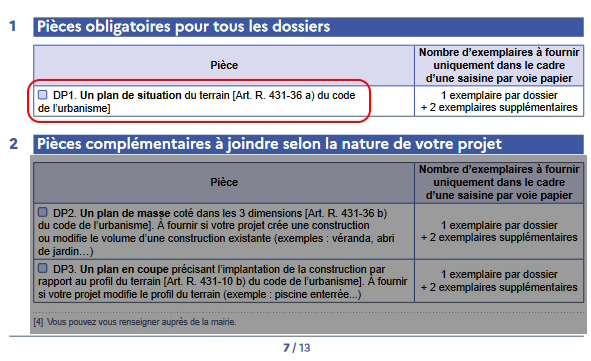 1 Pièces obligatoires pour tous les dossiers
Pièce
Nombre d'exemplaires à fournir
uniquement dans le cadre
d'une saisine par voie papier
DP1. Un plan de situation du terrain [Art. R. 431-36 a) du code
de l'urbanisme]
1 exemplaire par dossier
+ 2 exemplaires supplémentaires
2 Pièces complémentaires à joindre selon la nature de votre projet
Pièce
Nombre d'exemplaires à fournir
uniquement dans le cadre
d'une saisine par voie papier
DP2. Un plan de masse coté dans les 3 dimensions [Art. R. 431-36 b)
du code de l'urbanisme]. À fournir si votre projet crée une construction
ou modifie le volume d'une construction existante (exemples : véranda, abri
de jardin…)
1 exemplaire par dossier
+ 2 exemplaires supplémentaires
DP3. Un plan en coupe précisant l'implantation de la construction par
rapport au profil du terrain [Art. R. 431-10 b) du code de l'urbanisme]. À fournir
si votre projet modifie le profil du terrain (exemple : piscine enterrée...)
1 exemplaire par dossier
+ 2 exemplaires supplémentaires
[4] Vous pouvez vous renseigner auprès de la mairie.
7 / 13